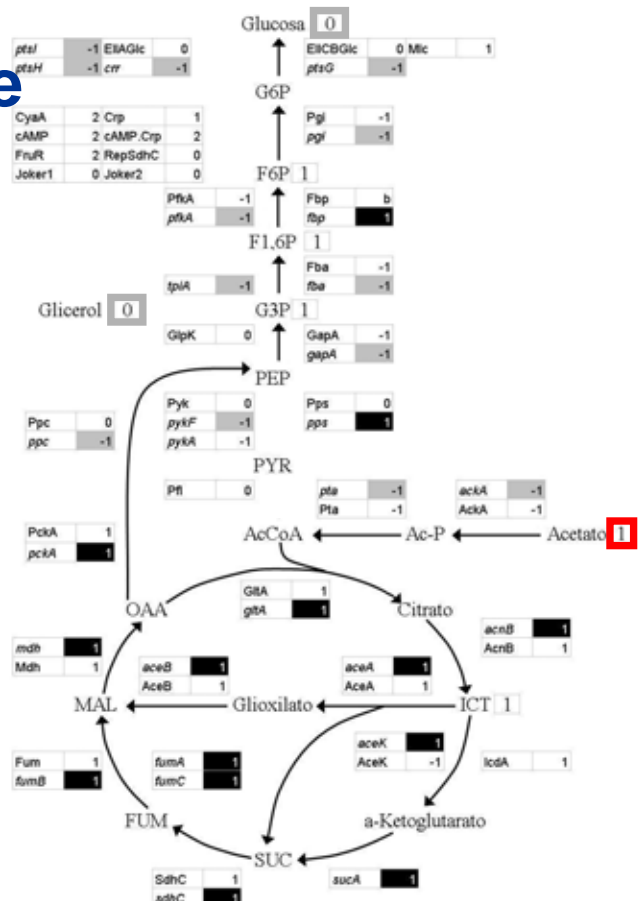 Glucosa 0
ptsI -1 EIIAGlc 0
ptsH -1 crr -1
EIICBGlc 0 Mlc 1
ptsG -1
e
G6P
CyaA 2 Crp 1
cAMP 2 cAMP.Crp 2
FruR 2 RepSdhC 0
Joker1 0 Joker2 0
Pgi -1
pgi -1
F6P 1
PfkA -1
pfkA -1
Fbp b
fbp 1
F1,6P 1
tpiA -1
Fba -1
fba -1
Glicerol 0
G3P 1
GlpK 0
GapA -1
gapA -1
PEP
Ppc 0
ppc -1
Pyk 0
pykF -1
pykA -1
Pps 0
pps 1
PYR
Pfl 0
pta -1
Pta -1
ackA -1
AckA -1
PckA 1
pckA 1
AcCoA
Ac-P
Acetato 1
OAA
GltA 1
gltA 1
Citrato
mdh 1
Mdh 1
aceB 1
AceB 1
aceA 1
AceA 1
acnB 1
AcnB 1
MAL
Glioxilato
ICT 1
Fum 1
fumB 1
fumA 1
fumC 1
aceK 1
AceK -1
IcdA 1
FUM
a-Ketoglutarato
SUC
SdhC 1
sdhC 1
sucA 1